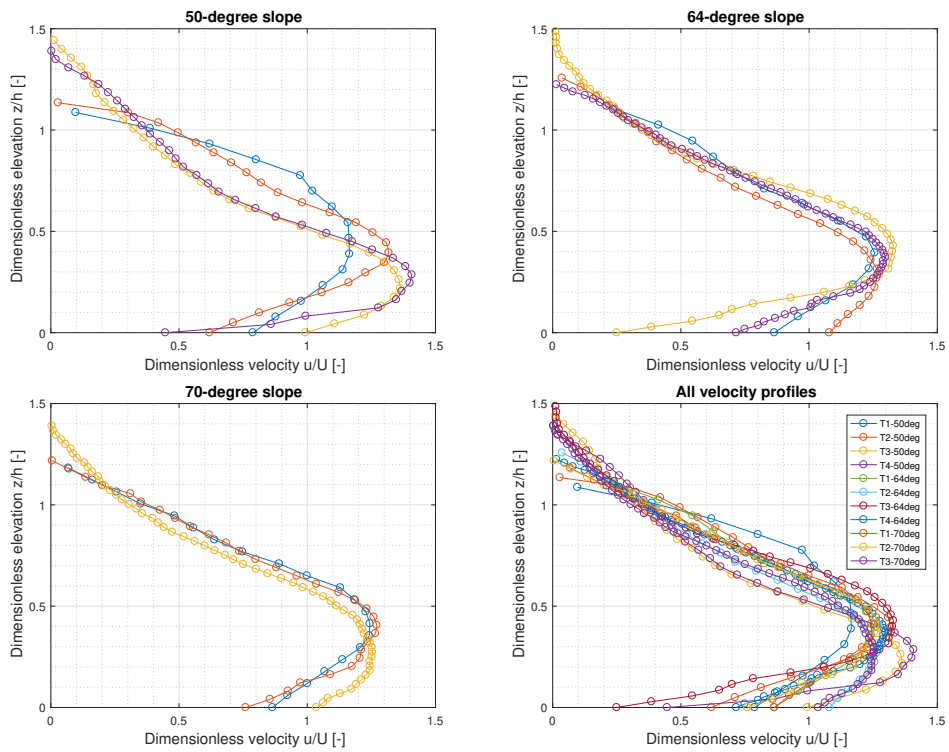 50-degree slope
1.5
1
0.5
0
Dimensionless elevation z/h [-]
0 0.5 1 1.5
Dimensionless velocity u/U [-]
64-degree slope
1.5
1
0.5
0
Dimensionless elevation z/h [-]
0 0.5 1 1.5
Dimensionless velocity u/U [-]
70-degree slope
1.5
1
0.5
0
Dimensionless elevation z/h [-]
0 0.5 1 1.5
Dimensionless velocity u/U [-]
All velocity profiles
1.5
1
0.5
0
Dimensionless elevation z/h [-]
0 0.5 1 1.5
Dimensionless velocity u/U [-]
T1-50deg
T2-50deg
T3-50deg
T4-50deg
T1-64deg
T2-64deg
T3-64deg
T4-64deg
T1-70deg
T2-70deg
T3-70deg